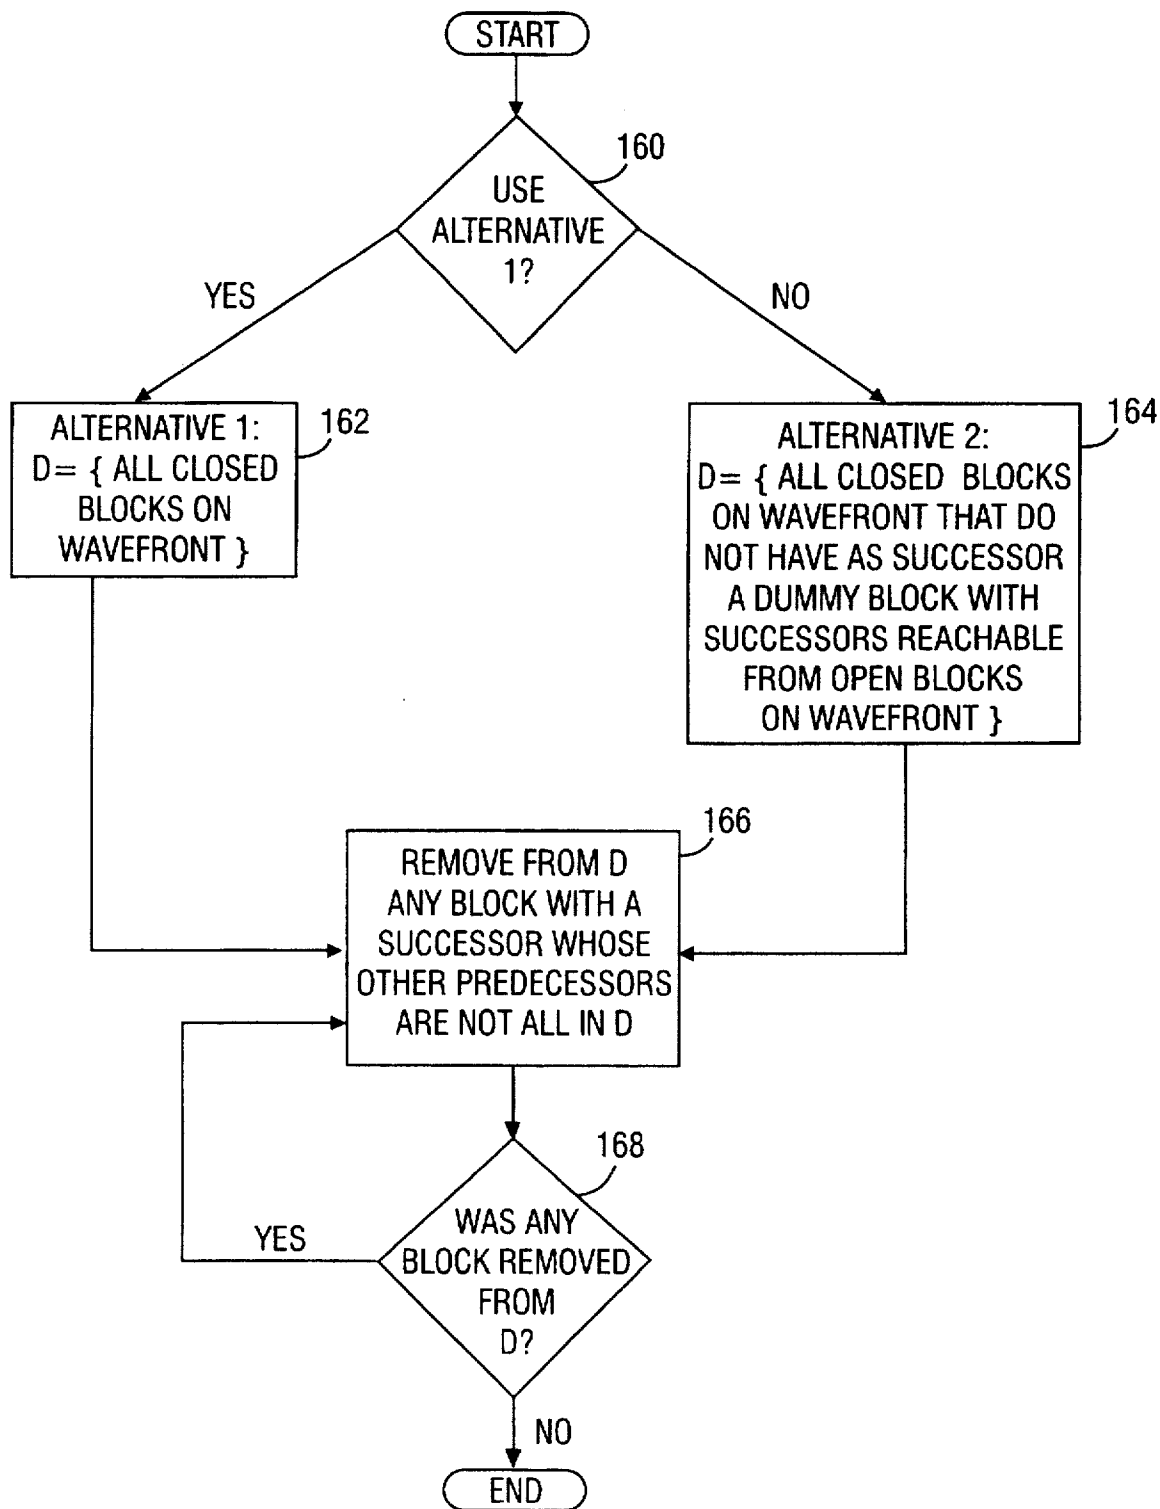 START
160
USE
ALTERNATIVE
1?
YES
NO
162
ALTERNATIVE 1:
D= { ALL CLOSED
BLOCKS ON
WAVEFRONT }
164
ALTERNATIVE 2:
D= { ALL CLOSED BLOCKS
ON WAVEFRONT THAT DO
NOT HAVE AS SUCCESSOR
A DUMMY BLOCK WITH
SUCCESSORS REACHABLE
FROM OPEN BLOCKS
ON WAVEFRONT }
166
REMOVE FROM D
ANY BLOCK WITH A
SUCCESSOR WHOSE
OTHER PREDECESSORS
ARE NOT ALL IN D
168
WAS ANY
BLOCK REMOVED
FROM
D?
YES
NO
END